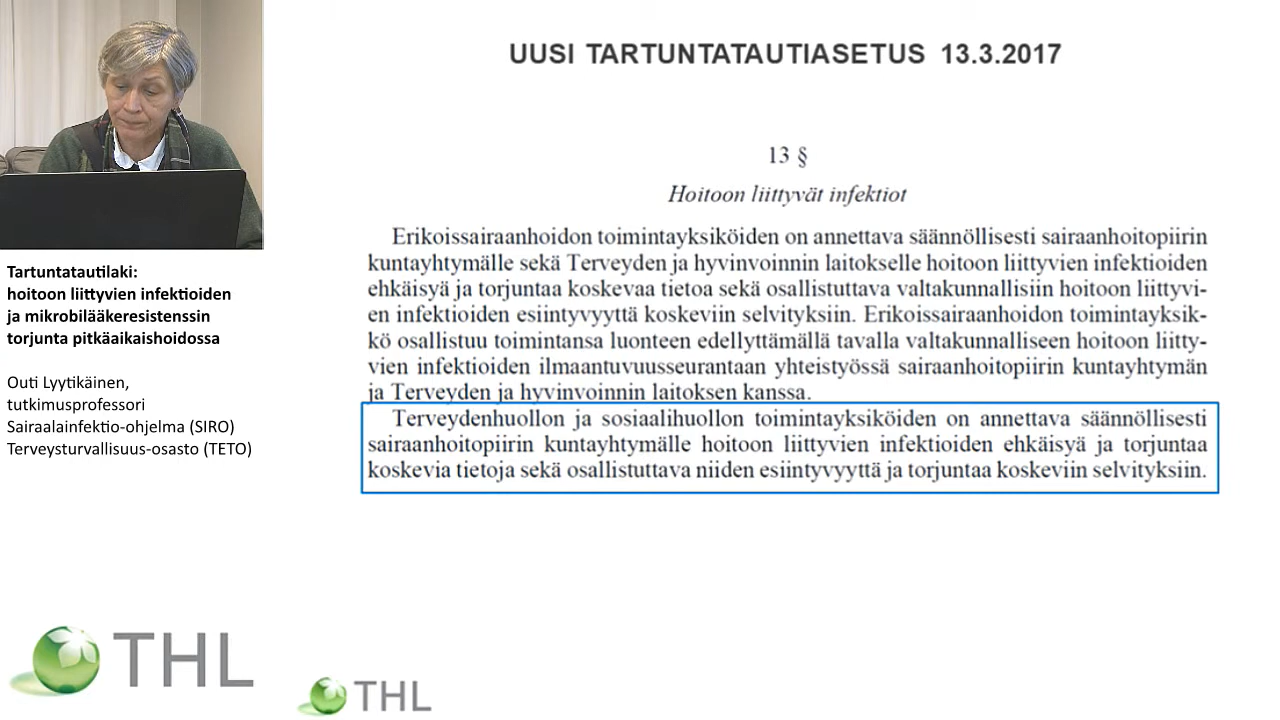 UUSI TARTUNTATAUTIASETUS 13.3.2017
13 §
Hoitoon liittyvät infektiot
Erikoissairaanhoidon toimintayksiköiden on annettava säännöllisesti sairaanhoitopiirin
kuntayhtymälle sekä Terveyden ja hyvinvoinnin laitokselle hoitoon liittyvien infektioiden
ehkäisyä ja torjuntaa koskevaa tietoa sekä osallistuttava valtakunnallisiin hoitoon liittyvi-
en infektioiden esiintyvyyttä koskeviin selvityksiin. Erikoissairaanhoidon toimintayksik-
kö osallistuu toimintansa luonteen edellyttämällä tavalla valtakunnalliseen hoitoon liitty-
vien infektioiden ilmaantuvuusseurantaan yhteistyössä sairaanhoitopiirin kuntayhtymän
ja Terveyden ja hyvinvoinnin laitoksen kanssa.
Terveydenhuollon ja sosiaalihuollon toimintayksiköiden on annettava säännöllisesti
sairaanhoitopiirin kuntayhtymälle hoitoon liittyvien infektioiden ehkäisyä ja torjuntaa
koskevia tietoja sekä osallistuttava niiden esiintyvyyttä ja torjuntaa koskeviin selvityksiin.
Tartuntatautilaki:
hoitoon liittyvien infektioiden
ja mikrobilääkeresistenssin
torjunta pitkäaikaishoidossa
Outi Lyytikäinen,
tutkimusprofessori
Sairaalainfektio-ohjelma (SIRO)
Terveysturvallisuus-osasto (TETO)
THL
THL